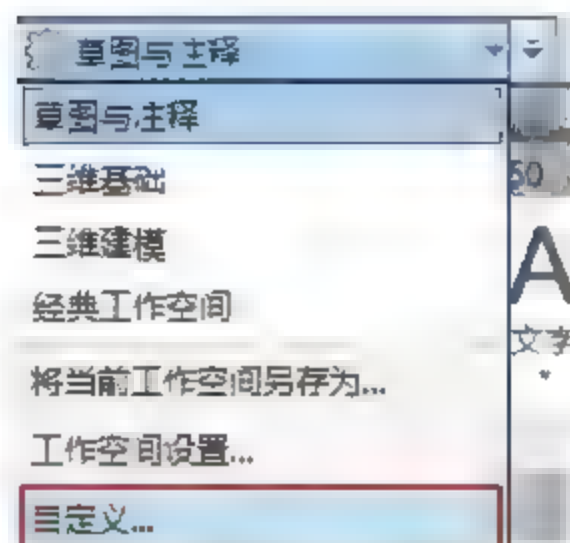 草图与注释
草图与注释
三维基础
50
三维建模
A
经典工作空间
文字
将当前工作空间另存为...
工作空间设置...
自定义...